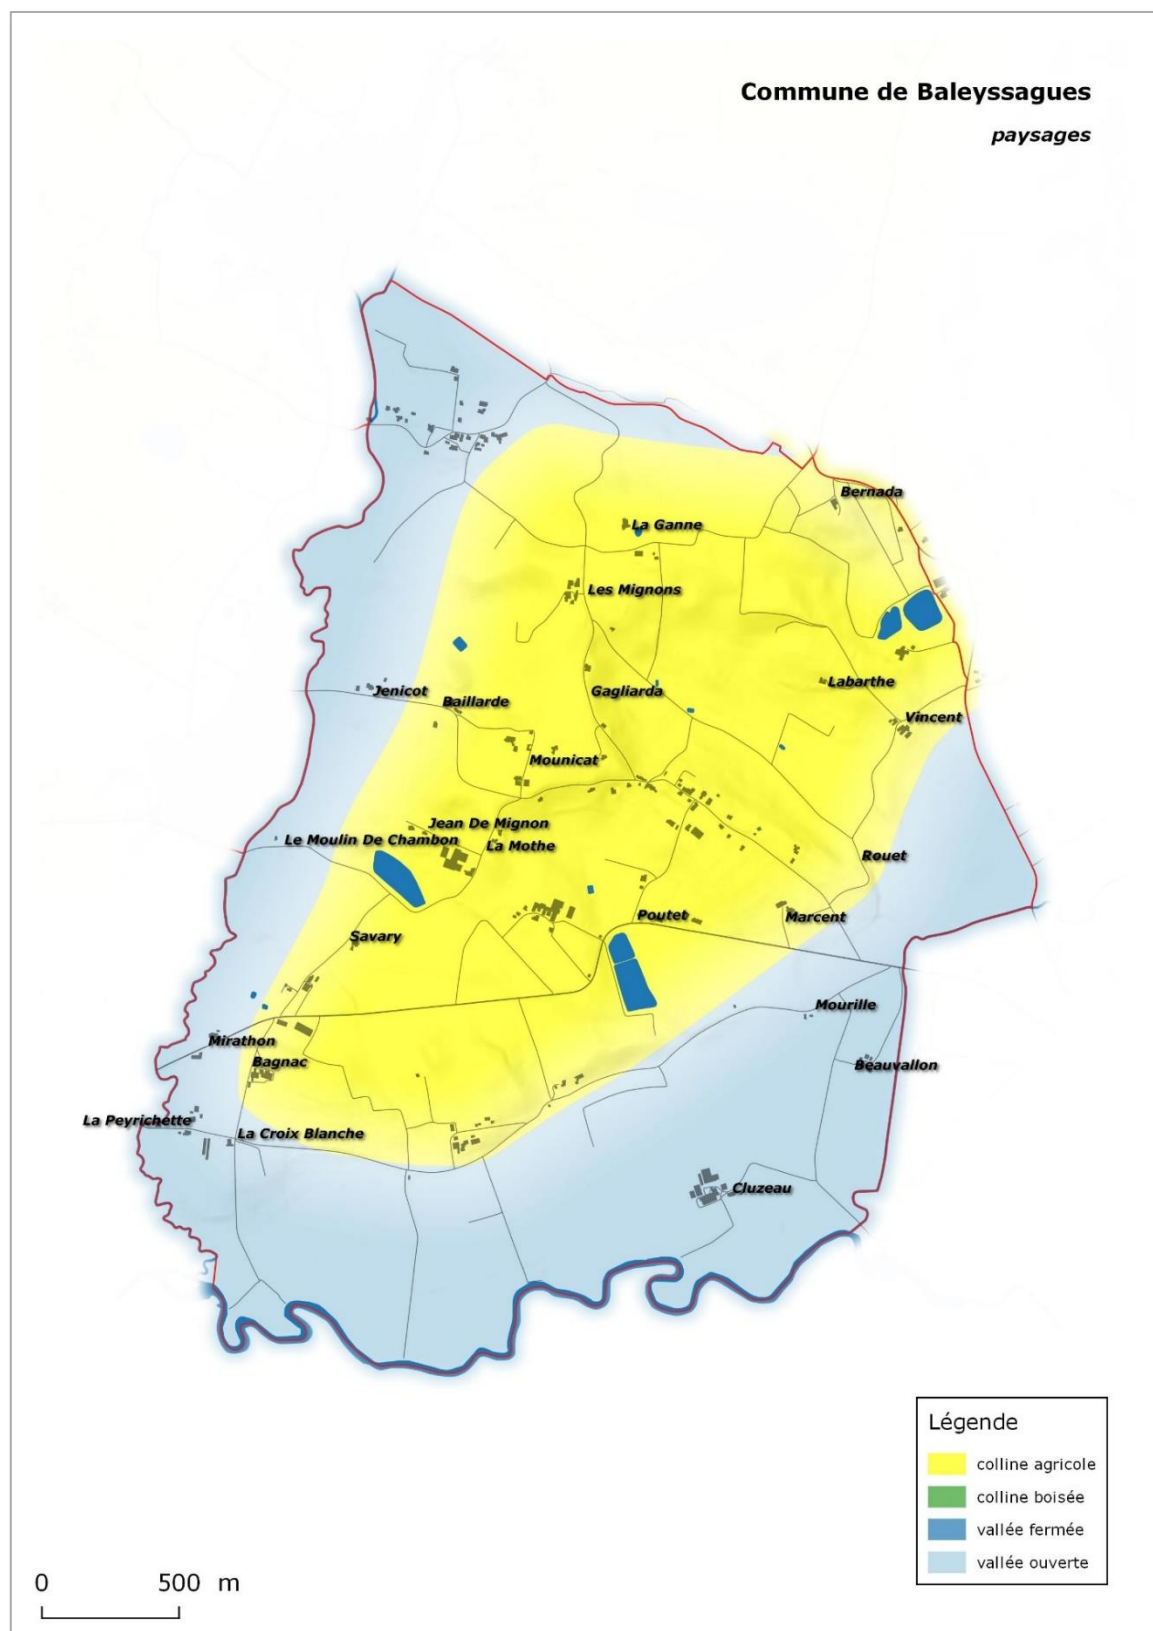 Commune de Baleyssagues
paysages
Bernada
La Ganne
Les Mignons
Labarthe
Jenicot
Gagliarda
Baillarde
Vincent
Mounicat
Jean De Mignon
Le Moulin De Chambon
La Mothe
Rouet
Poutet
Marcent
Savary
Mourille
Mirathon
Bagnac
Beauvallon
La Peyrichette
La Croix Blanche
Cluzeau
Légende
colline agricole
colline boisée
vallée fermée
vallée ouverte
0 500 m